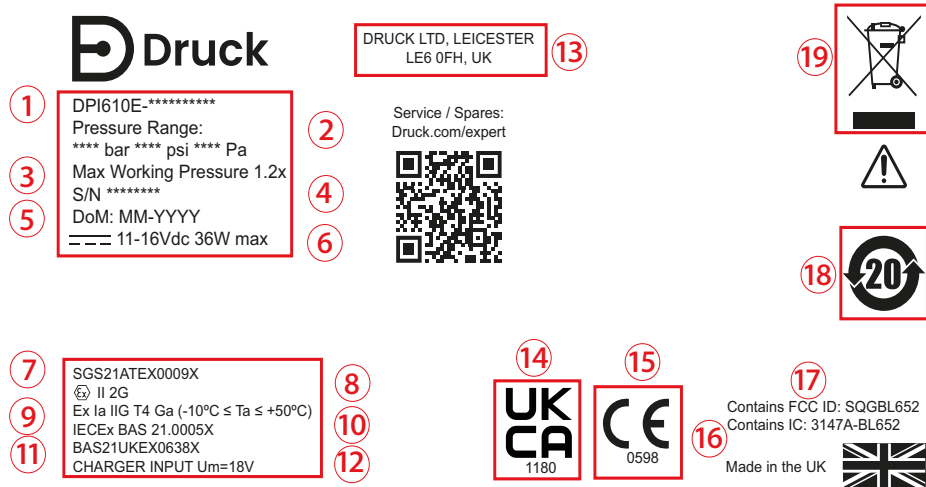 Druck
DRUCK LTD, LEICESTER
LE6 0FH, UK
13
19
1
DPI610E-**********
Pressure Range:
2
**** bar **** psi **** Pa
3
Max Working Pressure 1.2x
S/N ********
4
5
DoM: MM-YYYY
11-16Vdc 36W max
6
Service / Spares:
Druck.com/expert
18
20
7
SGS21ATEX0009X
Ex II 2G
8
9
Ex Ia IIG T4 Ga (-10ºC ≤ Ta ≤ +50ºC)
IECEx BAS 21.0005X
10
11
BAS21UKEX0638X
CHARGER INPUT Um=18V
12
14
UK
CA
1180
15
CE
0598
16
17
Contains FCC ID: SQGBL652
Contains IC: 3147A-BL652
Made in the UK